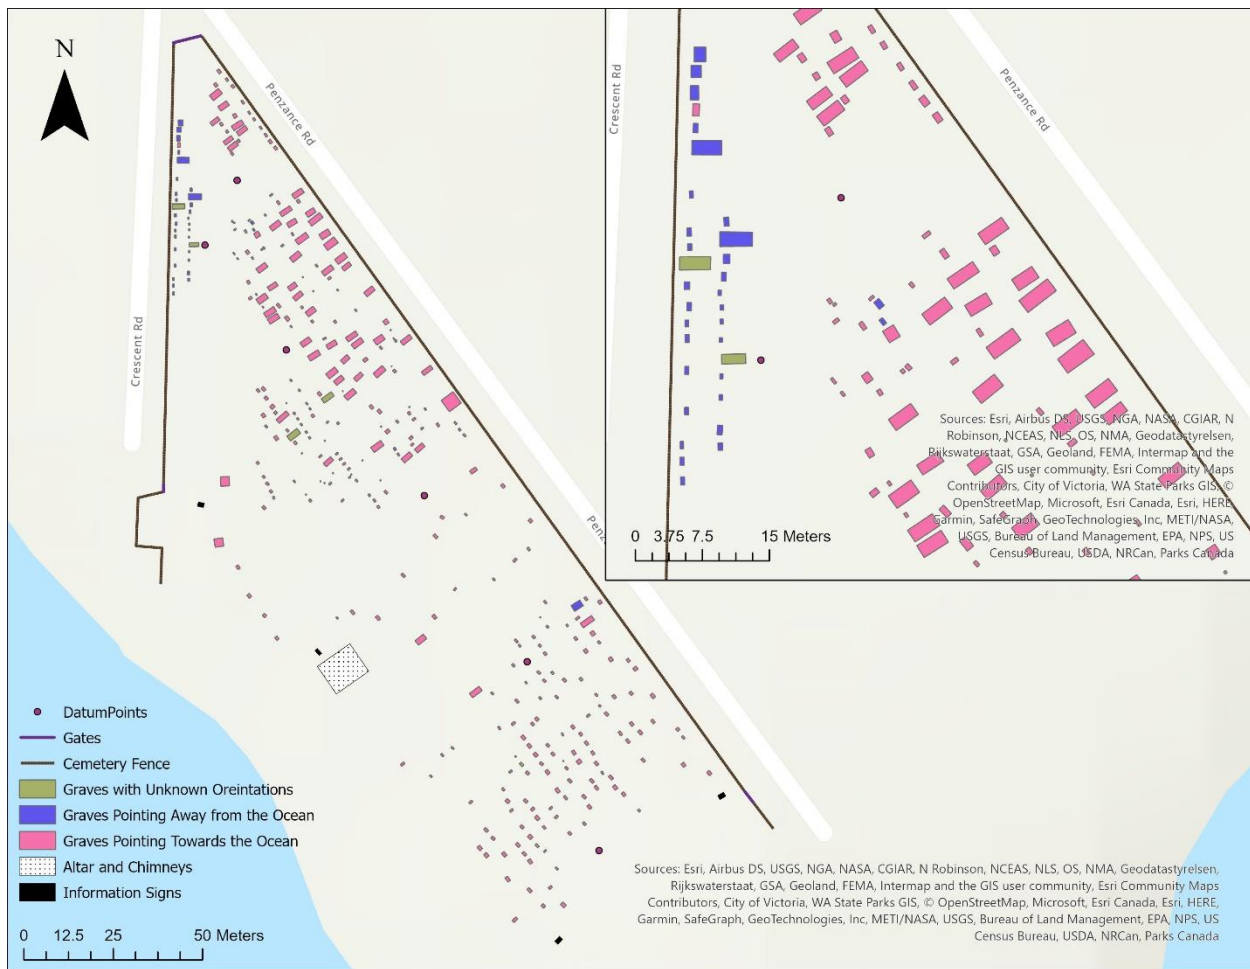 N
Crescent Rd
Penzance Rd
Crescent Rd
Penzance Rd
Sources: Esri, Airbus DS, USGS, NGA, NASA, CGIAR, N
Robinson, NCEAS, NLS, OS, NMA, Geodatastyrelsen,
Rijkswaterstaat, GSA, Geoland, FEMA, Intermap and the
GIS user community, Esri Community Maps
Contributors, City of Victoria, WA State Parks GIS, ©
OpenStreetMap, Microsoft, Esri Canada, Esri, HERE,
Garmin, SafeGraph, GeoTechnologies, Inc, METI/NASA,
USGS, Bureau of Land Management, EPA, NPS, US
Census Bureau, USDA, NRCan, Parks Canada
0 3.75 7.5 15 Meters
Penz
DatumPoints
Gates
Cemetery Fence
Graves with Unknown Oreintations
Graves Pointing Away from the Ocean
Graves Pointing Towards the Ocean
Altar and Chimneys
Information Signs
0 12.5 25 50 Meters
Sources: Esri, Airbus DS, USGS, NGA, NASA, CGIAR, N Robinson, NCEAS, NLS, OS, NMA, Geodatastyrelsen,
Rijkswaterstaat, GSA, Geoland, FEMA, Intermap and the GIS user community, Esri Community Maps
Contributors, City of Victoria, WA State Parks GIS, © OpenStreetMap, Microsoft, Esri Canada, Esri, HERE,
Garmin, SafeGraph, GeoTechnologies, Inc, METI/NASA, USGS, Bureau of Land Management, EPA, NPS, US
Census Bureau, USDA, NRCan, Parks Canada